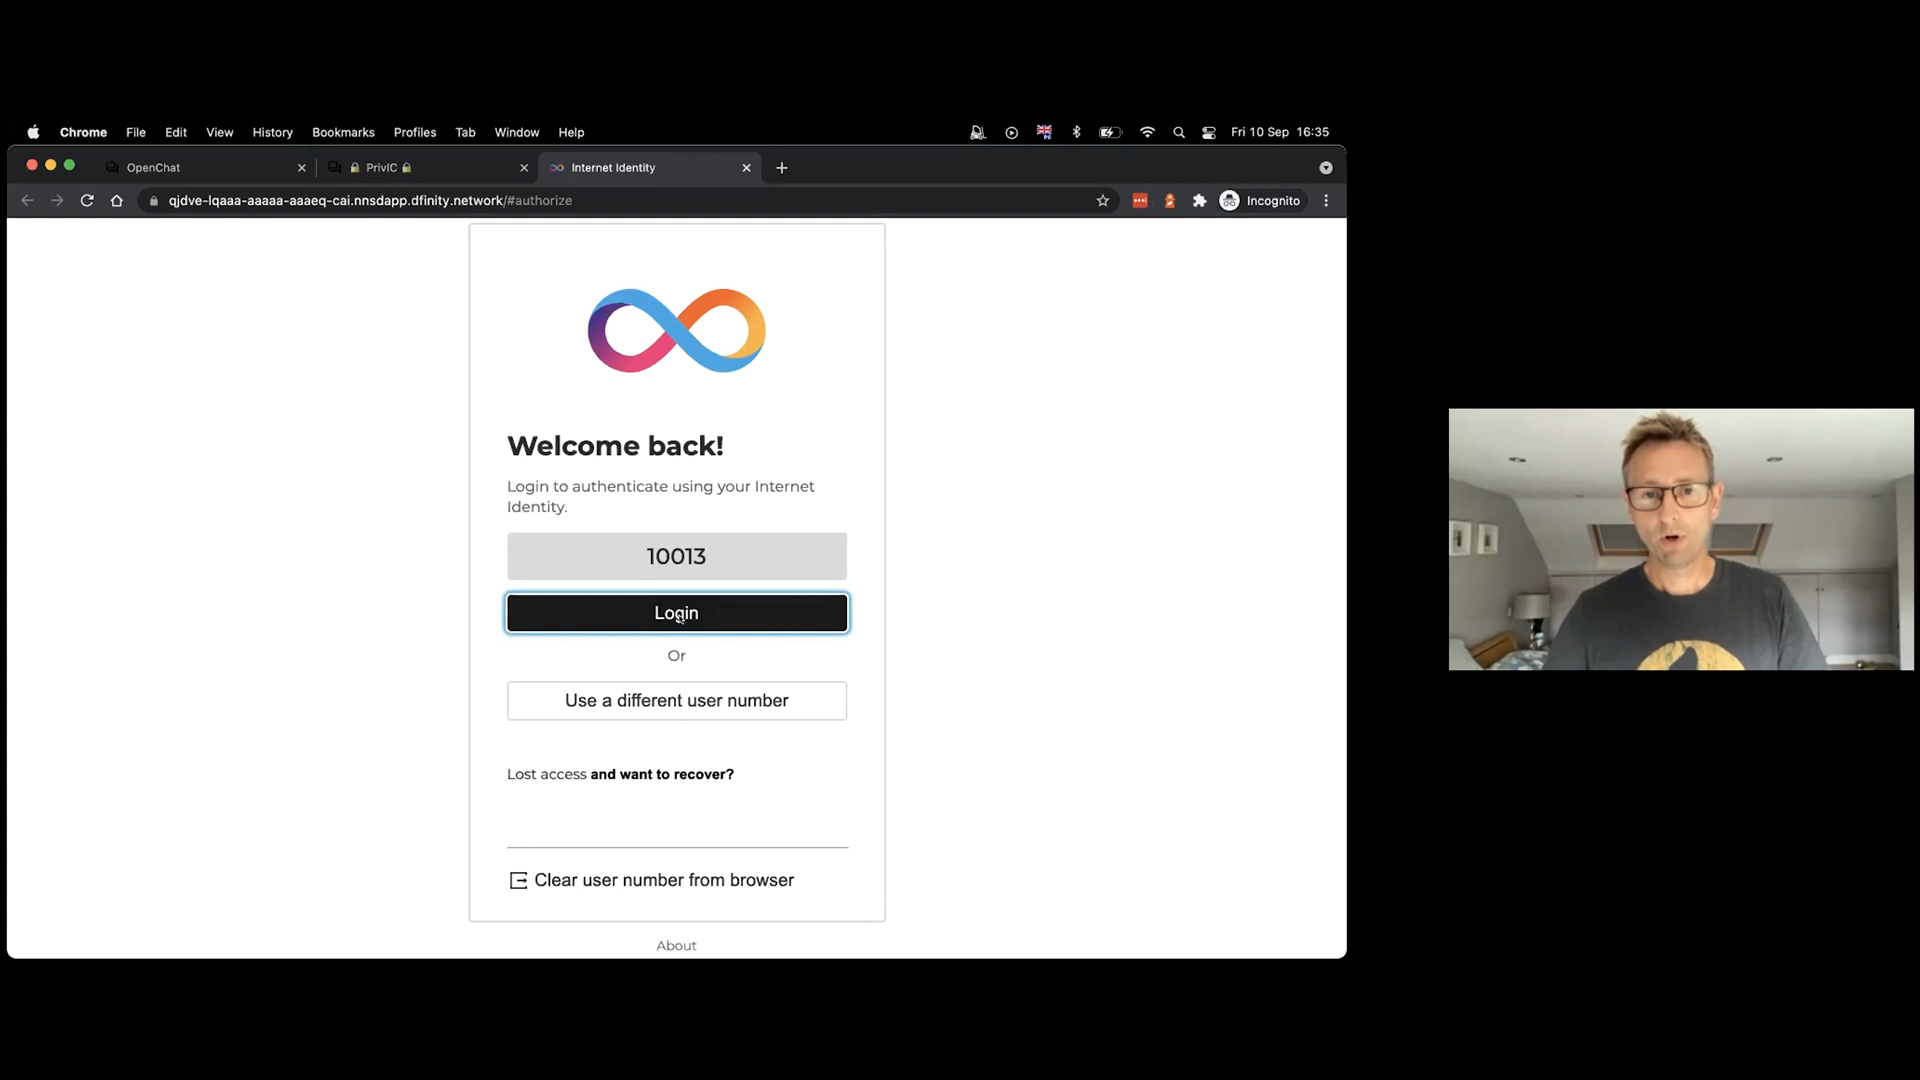 Chrome File Edit View History Bookmarks Profiles Tab Window Help Fri 10 Sep 16:35
OpenChat PrivIC Internet Identity
qjdve-lqaaa-aaaaa-aaaeq-cai.nnsdapp.dfinity.network/#authorize Incognito
Welcome back!
Login to authenticate using your Internet
Identity.
10013
Login
Or
Use a different user number
Lost access and want to recover?
Clear user number from browser
About